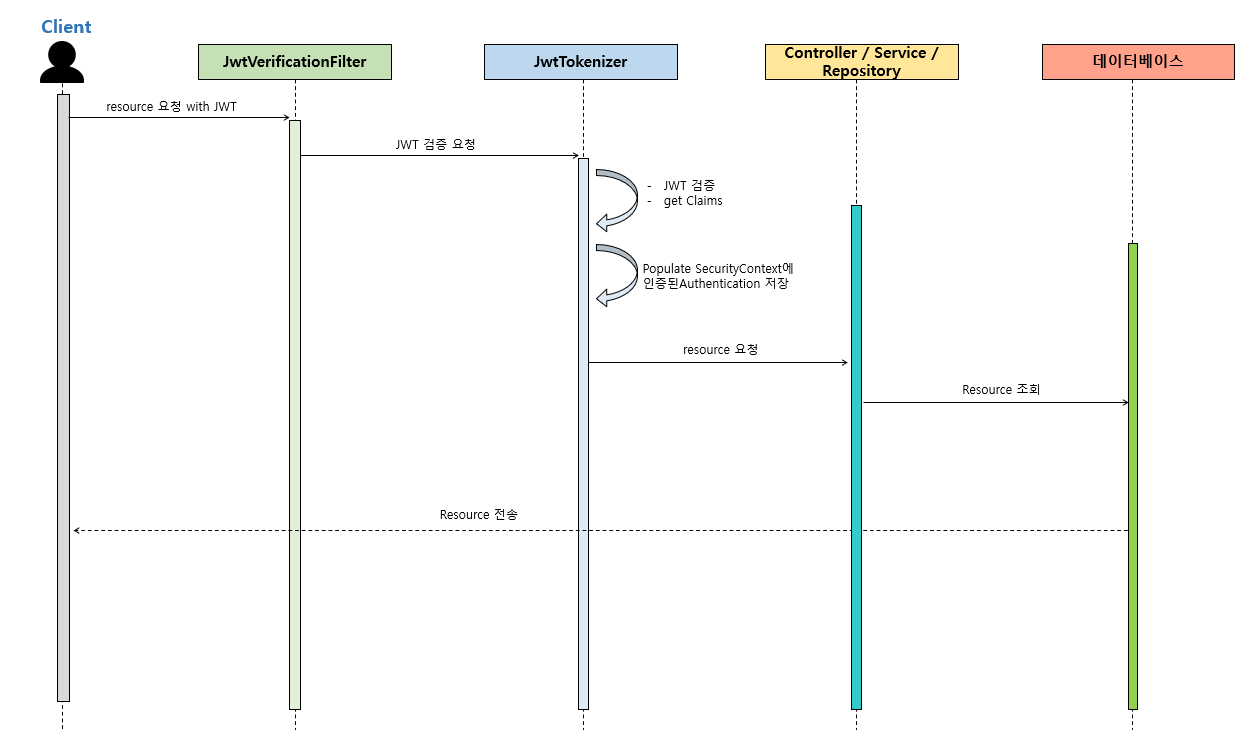 Client
JwtVerificationFilter
JwtTokenizer
Controller / Service /
Repository
데이터베이스
resource 요청 with JWT
JWT 검증 요청
- JWT 검증
- get Claims
Populate SecurityContext에
인증된Authentication 저장
resource 요청
Resource 조회
Resource 전송